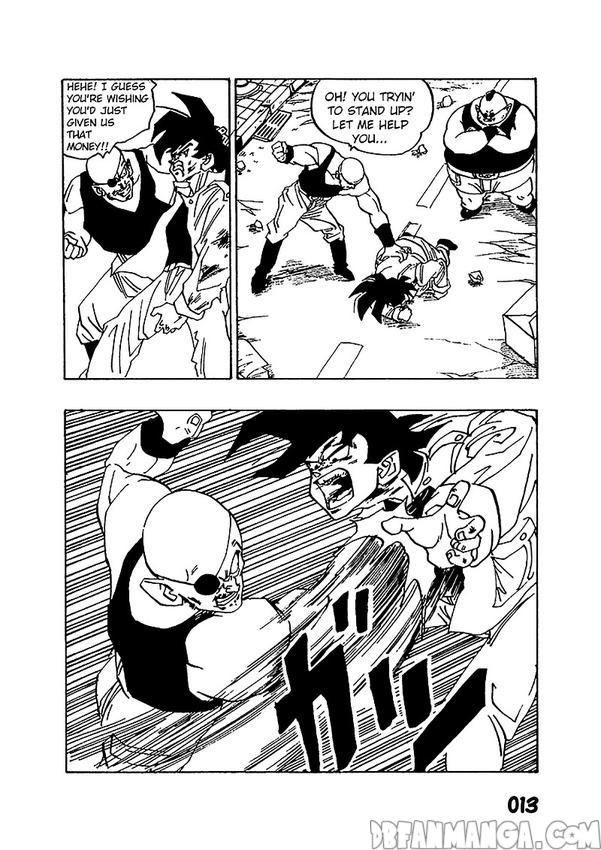 OH! YOU TRYIN'
TO STAND UP?
LET ME HELP
YOU...
HEHE! I GUESS
YOU'RE WISHING
YOU'D JUST
GIVEN US
THAT
MONEY!!
ガッ
013
DBFANMANGA.COM